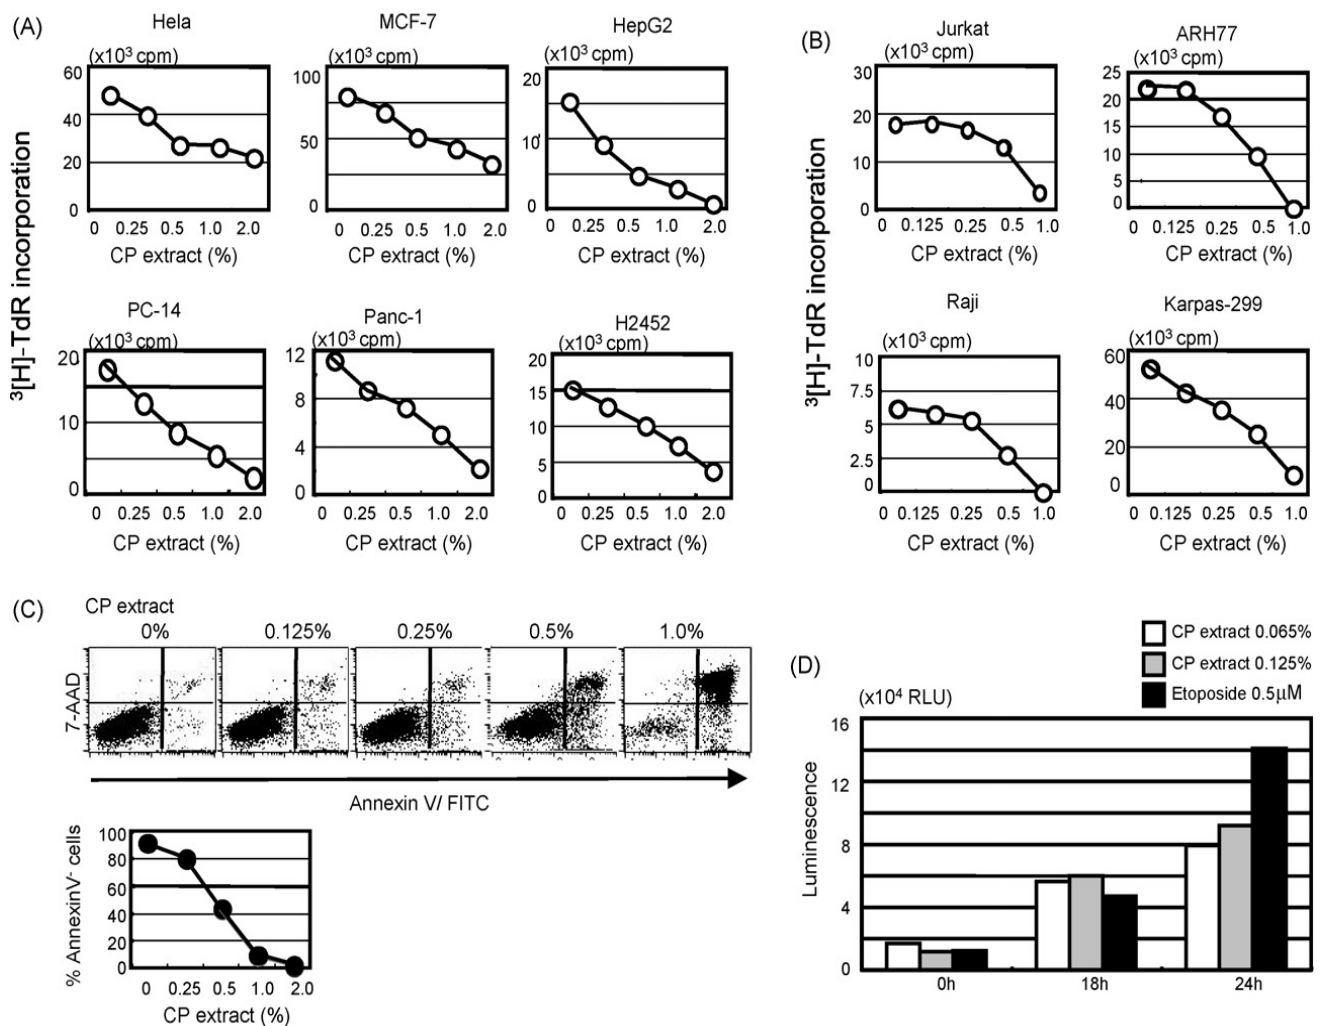 (A)
Hela
MCF-7
HepG2
(x10³ cpm)
(x10³ cpm)
(x10³ cpm)
60
40
20
0
100
50
0
20
10
0
0 0.25 0.5 1.0 2.0
0 0.25 0.5 1.0 2.0
0 0.25 0.5 1.0 2.0
CP extract (%)
CP extract (%)
CP extract (%)
³[H]-TdR incorporation
PC-14
Panc-1
H2452
(x10³ cpm)
(x10³ cpm)
(x10³ cpm)
20
10
0
12
8
4
0
20
15
10
5
0
0 0.25 0.5 1.0 2.0
0 0.25 0.5 1.0 2.0
0 0.25 0.5 1.0 2.0
CP extract (%)
CP extract (%)
CP extract (%)
(B)
Jurkat
ARH77
(x10³ cpm)
(x10³ cpm)
30
20
10
0
25
20
15
10
5
0
0 0.125 0.25 0.5 1.0
0 0.125 0.25 0.5 1.0
CP extract (%)
CP extract (%)
³[H]-TdR incorporation
Raji
Karpas-299
(x10³ cpm)
(x10³ cpm)
10
7.5
5
2.5
0
60
40
20
0
0 0.125 0.25 0.5 1.0
0 0.125 0.25 0.5 1.0
CP extract (%)
CP extract (%)
(C)
CP extract
0% 0.125% 0.25% 0.5% 1.0%
7-AAD
Annexin V/ FITC
% AnnexinV⁻ cells
100
80
60
40
20
0
0 0.25 0.5 1.0 2.0
CP extract (%)
(D)
CP extract 0.065%
CP extract 0.125%
Etoposide 0.5µM
(x10⁴ RLU)
Luminescence
16
12
8
4
0
0h 18h 24h